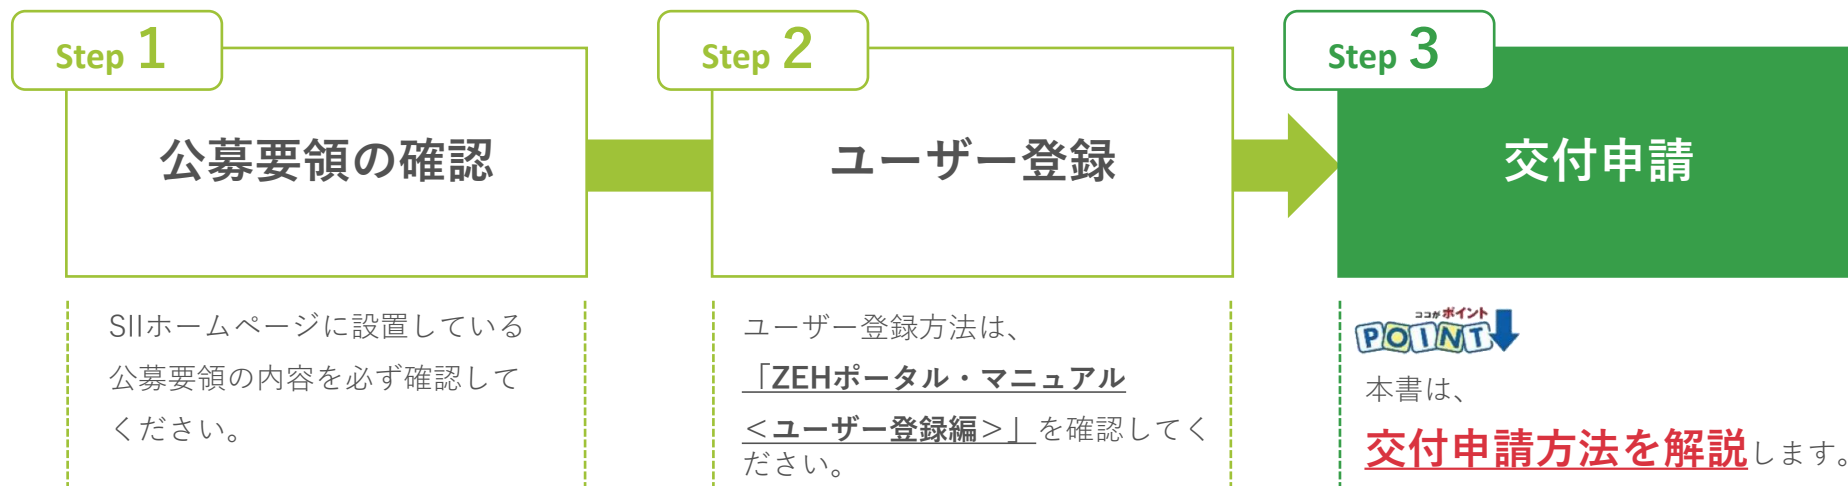 Step 1
公募要領の確認
SIIホームページに設置している
公募要領の内容を必ず確認して
ください。
Step 2
ユーザー登録
ユーザー登録方法は、
「ZEHポータル・マニュアル
＜ユーザー登録編＞」を確認してく
ださい。
Step 3
交付申請
ココがポイント
POINT
本書は、
交付申請方法を解説します。